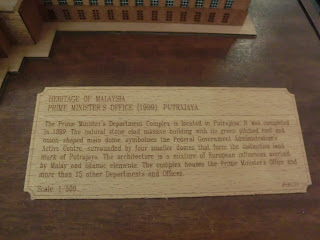 HERITAGE OF MALAYSIA
PRIME MINISTER'S OFFICE (1999), PUTRAJAYA
The Prime Minister's Department Complex is located in Putrajaya. It was completed
in 1999. The natural stone clad massive building with its green pitched roof and
onion-shaped main dome, symbolises the Federal Government Administration's
Active Centre, surrounded by four smaller domes that form the distinctive land
mark of Putrajaya. The architecture is a mixture of European influences worked
by Malay and Islamic elements. The complex houses the Prime Minister's Office and
more than 15 other Departments and Offices.
Scale 1:500